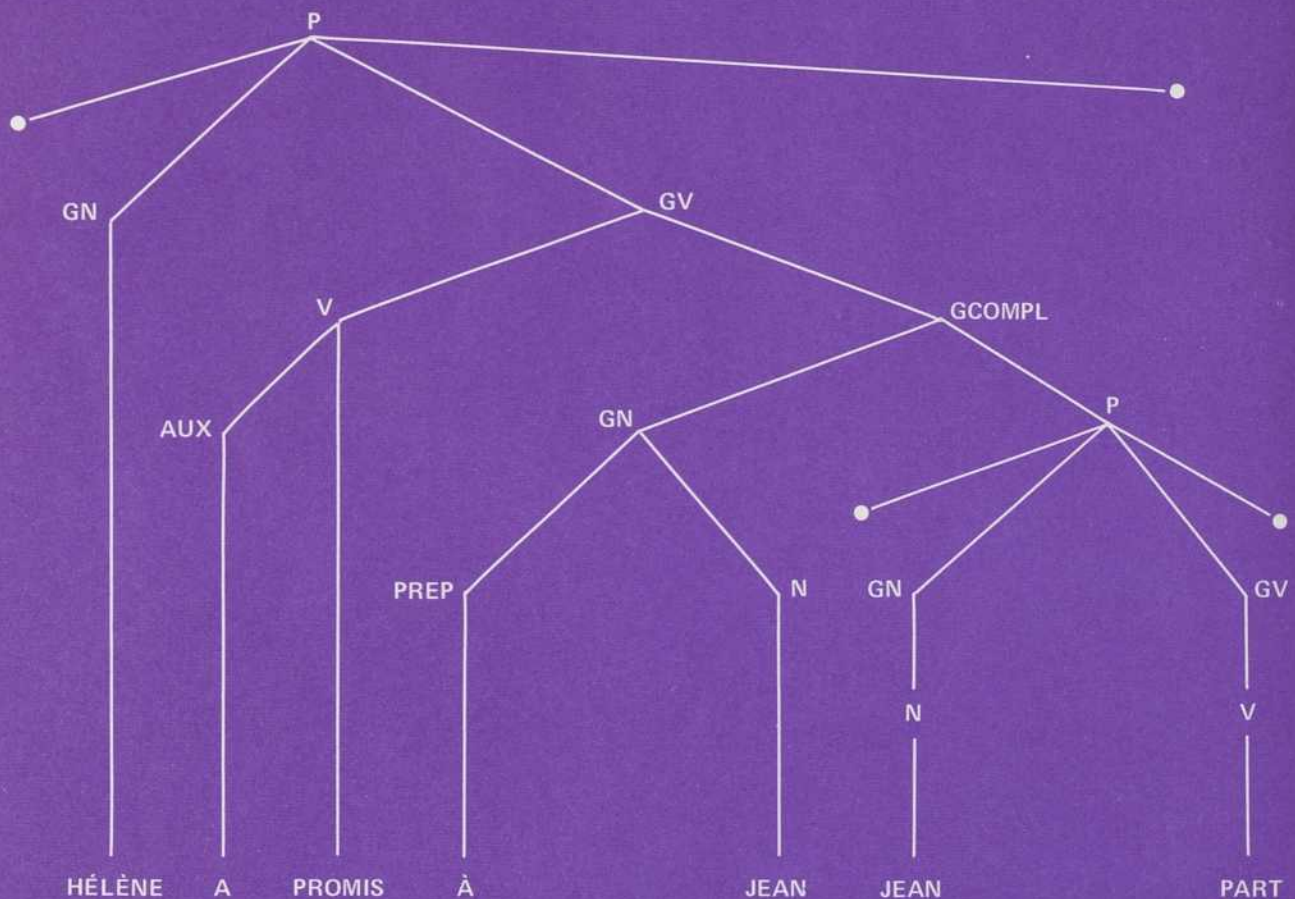 P
GN
GV
V
GCOMPL
AUX
GN
P
PREP
N
GN
GV
N
V
HÉLÈNE A PROMIS À JEAN JEAN PART